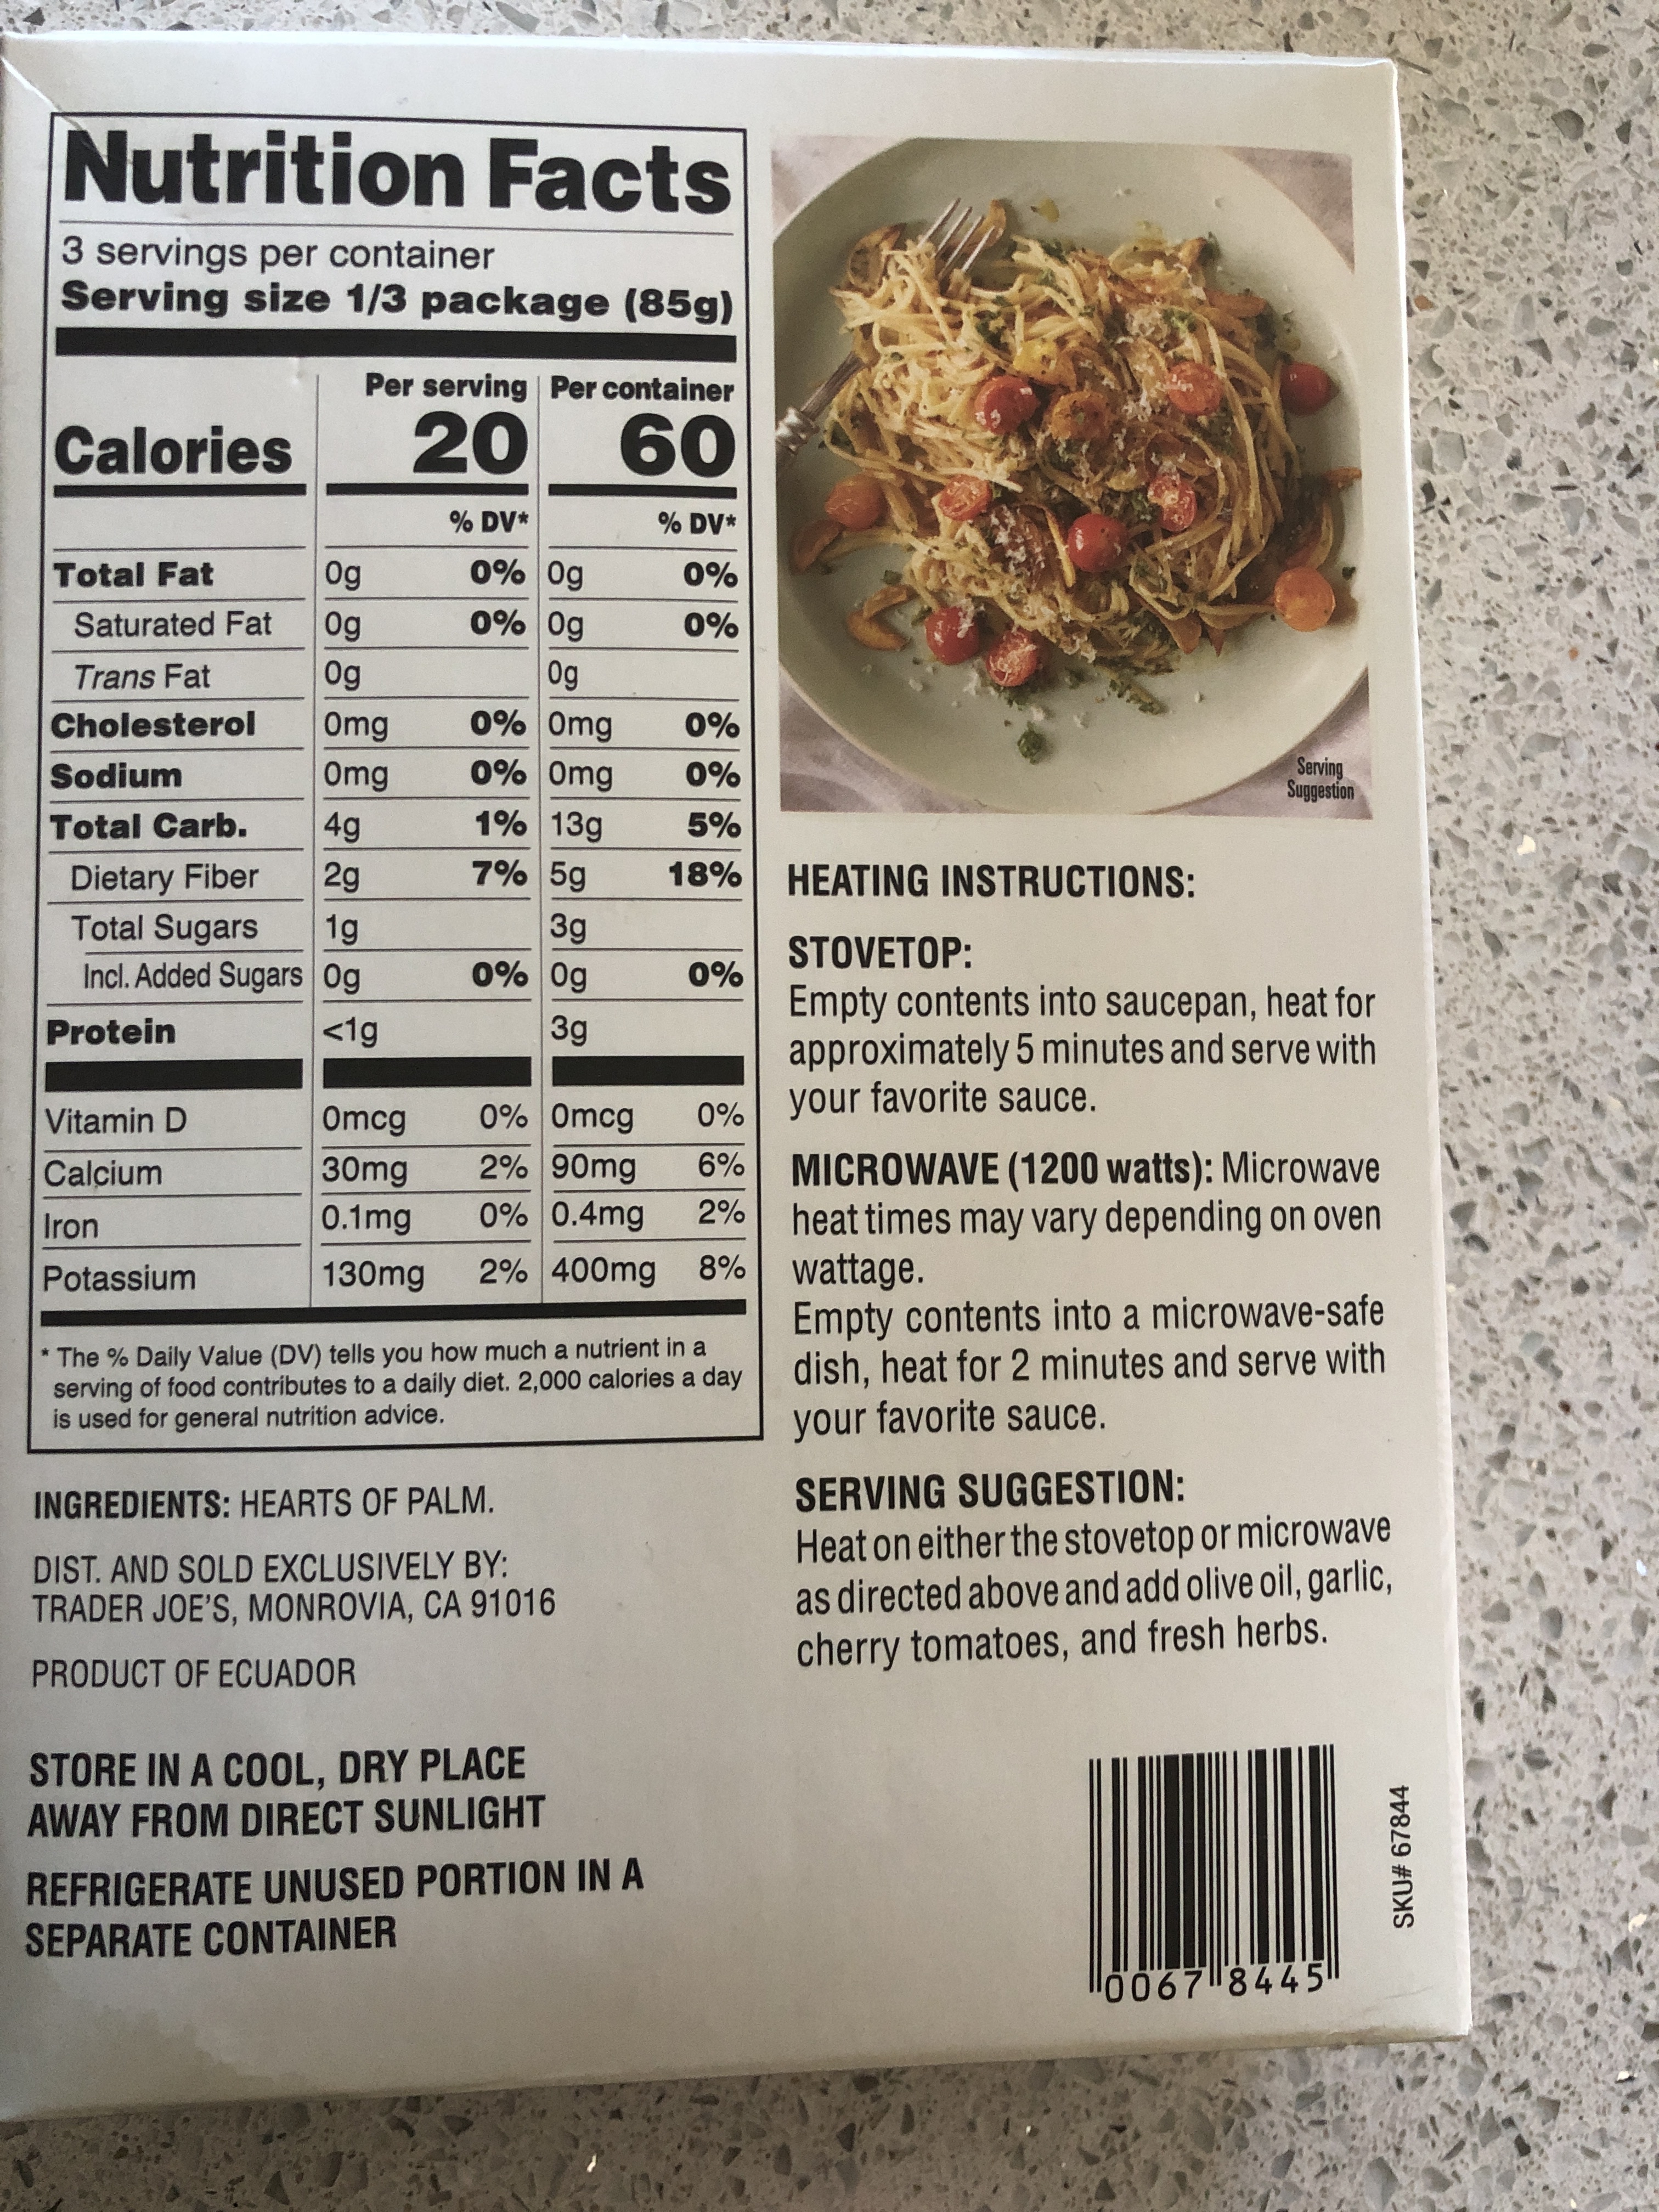 Nutrition Facts
3 servings per container
Serving size 1/3 package (85g)
Per serving Per container
Calories 20 60
% DV* % DV*
Total Fat 0g 0% 0g 0%
Saturated Fat 0g 0% 0g 0%
Trans Fat 0g 0g
Cholesterol 0mg 0% 0mg 0%
Sodium 0mg 0% 0mg 0%
Total Carb. 4g 1% 13g 5%
Dietary Fiber 2g 7% 5g 18%
Total Sugars 1g 3g
Incl. Added Sugars 0g 0% 0g 0%
Protein <1g 3g
Vitamin D 0mcg 0% 0mcg 0%
Calcium 30mg 2% 90mg 6%
Iron 0.1mg 0% 0.4mg 2%
Potassium 130mg 2% 400mg 8%
* The % Daily Value (DV) tells you how much a nutrient in a
serving of food contributes to a daily diet. 2,000 calories a day
is used for general nutrition advice.
INGREDIENTS: HEARTS OF PALM.
DIST. AND SOLD EXCLUSIVELY BY:
TRADER JOE'S, MONROVIA, CA 91016
PRODUCT OF ECUADOR
STORE IN A COOL, DRY PLACE
AWAY FROM DIRECT SUNLIGHT
REFRIGERATE UNUSED PORTION IN A
SEPARATE CONTAINER
Serving
Suggestion
HEATING INSTRUCTIONS:
STOVETOP:
Empty contents into saucepan, heat for
approximately 5 minutes and serve with
your favorite sauce.
MICROWAVE (1200 watts): Microwave
heat times may vary depending on oven
wattage.
Empty contents into a microwave-safe
dish, heat for 2 minutes and serve with
your favorite sauce.
SERVING SUGGESTION:
Heat on either the stovetop or microwave
as directed above and add olive oil, garlic,
cherry tomatoes, and fresh herbs.
0067 8445
SKU# 67844